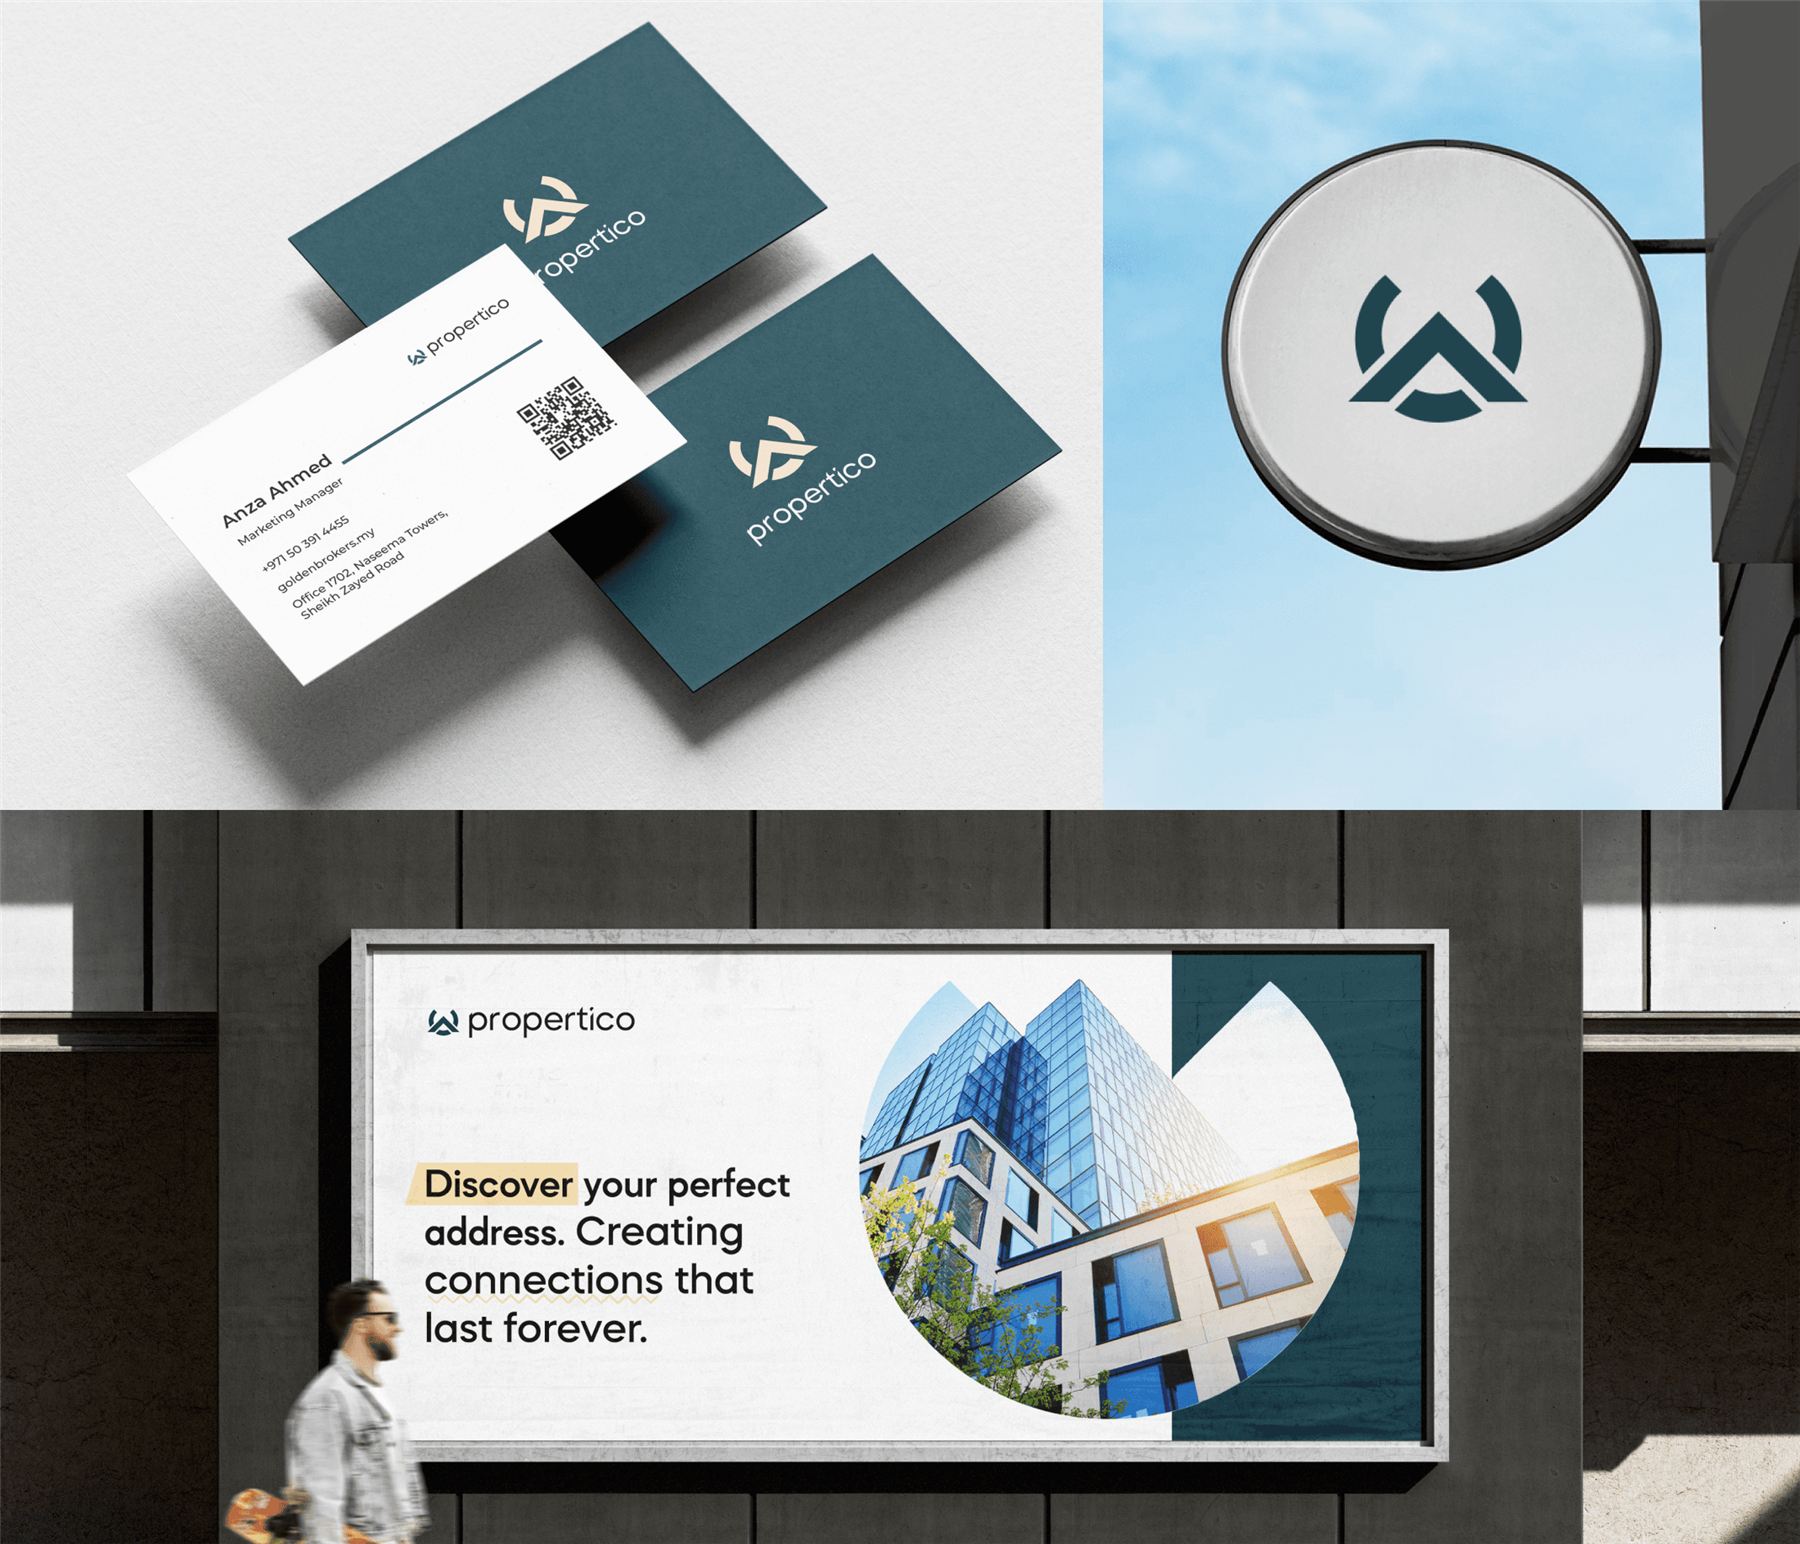 propertico
propertico
Anza Ahmed
Marketing Manager
+971 50 391 4455
goldenbrokers.my
Office 1702, Naseema Towers,
Sheikh Zayed Road
propertico
propertico
Discover your perfect
address. Creating
connections that
last forever.